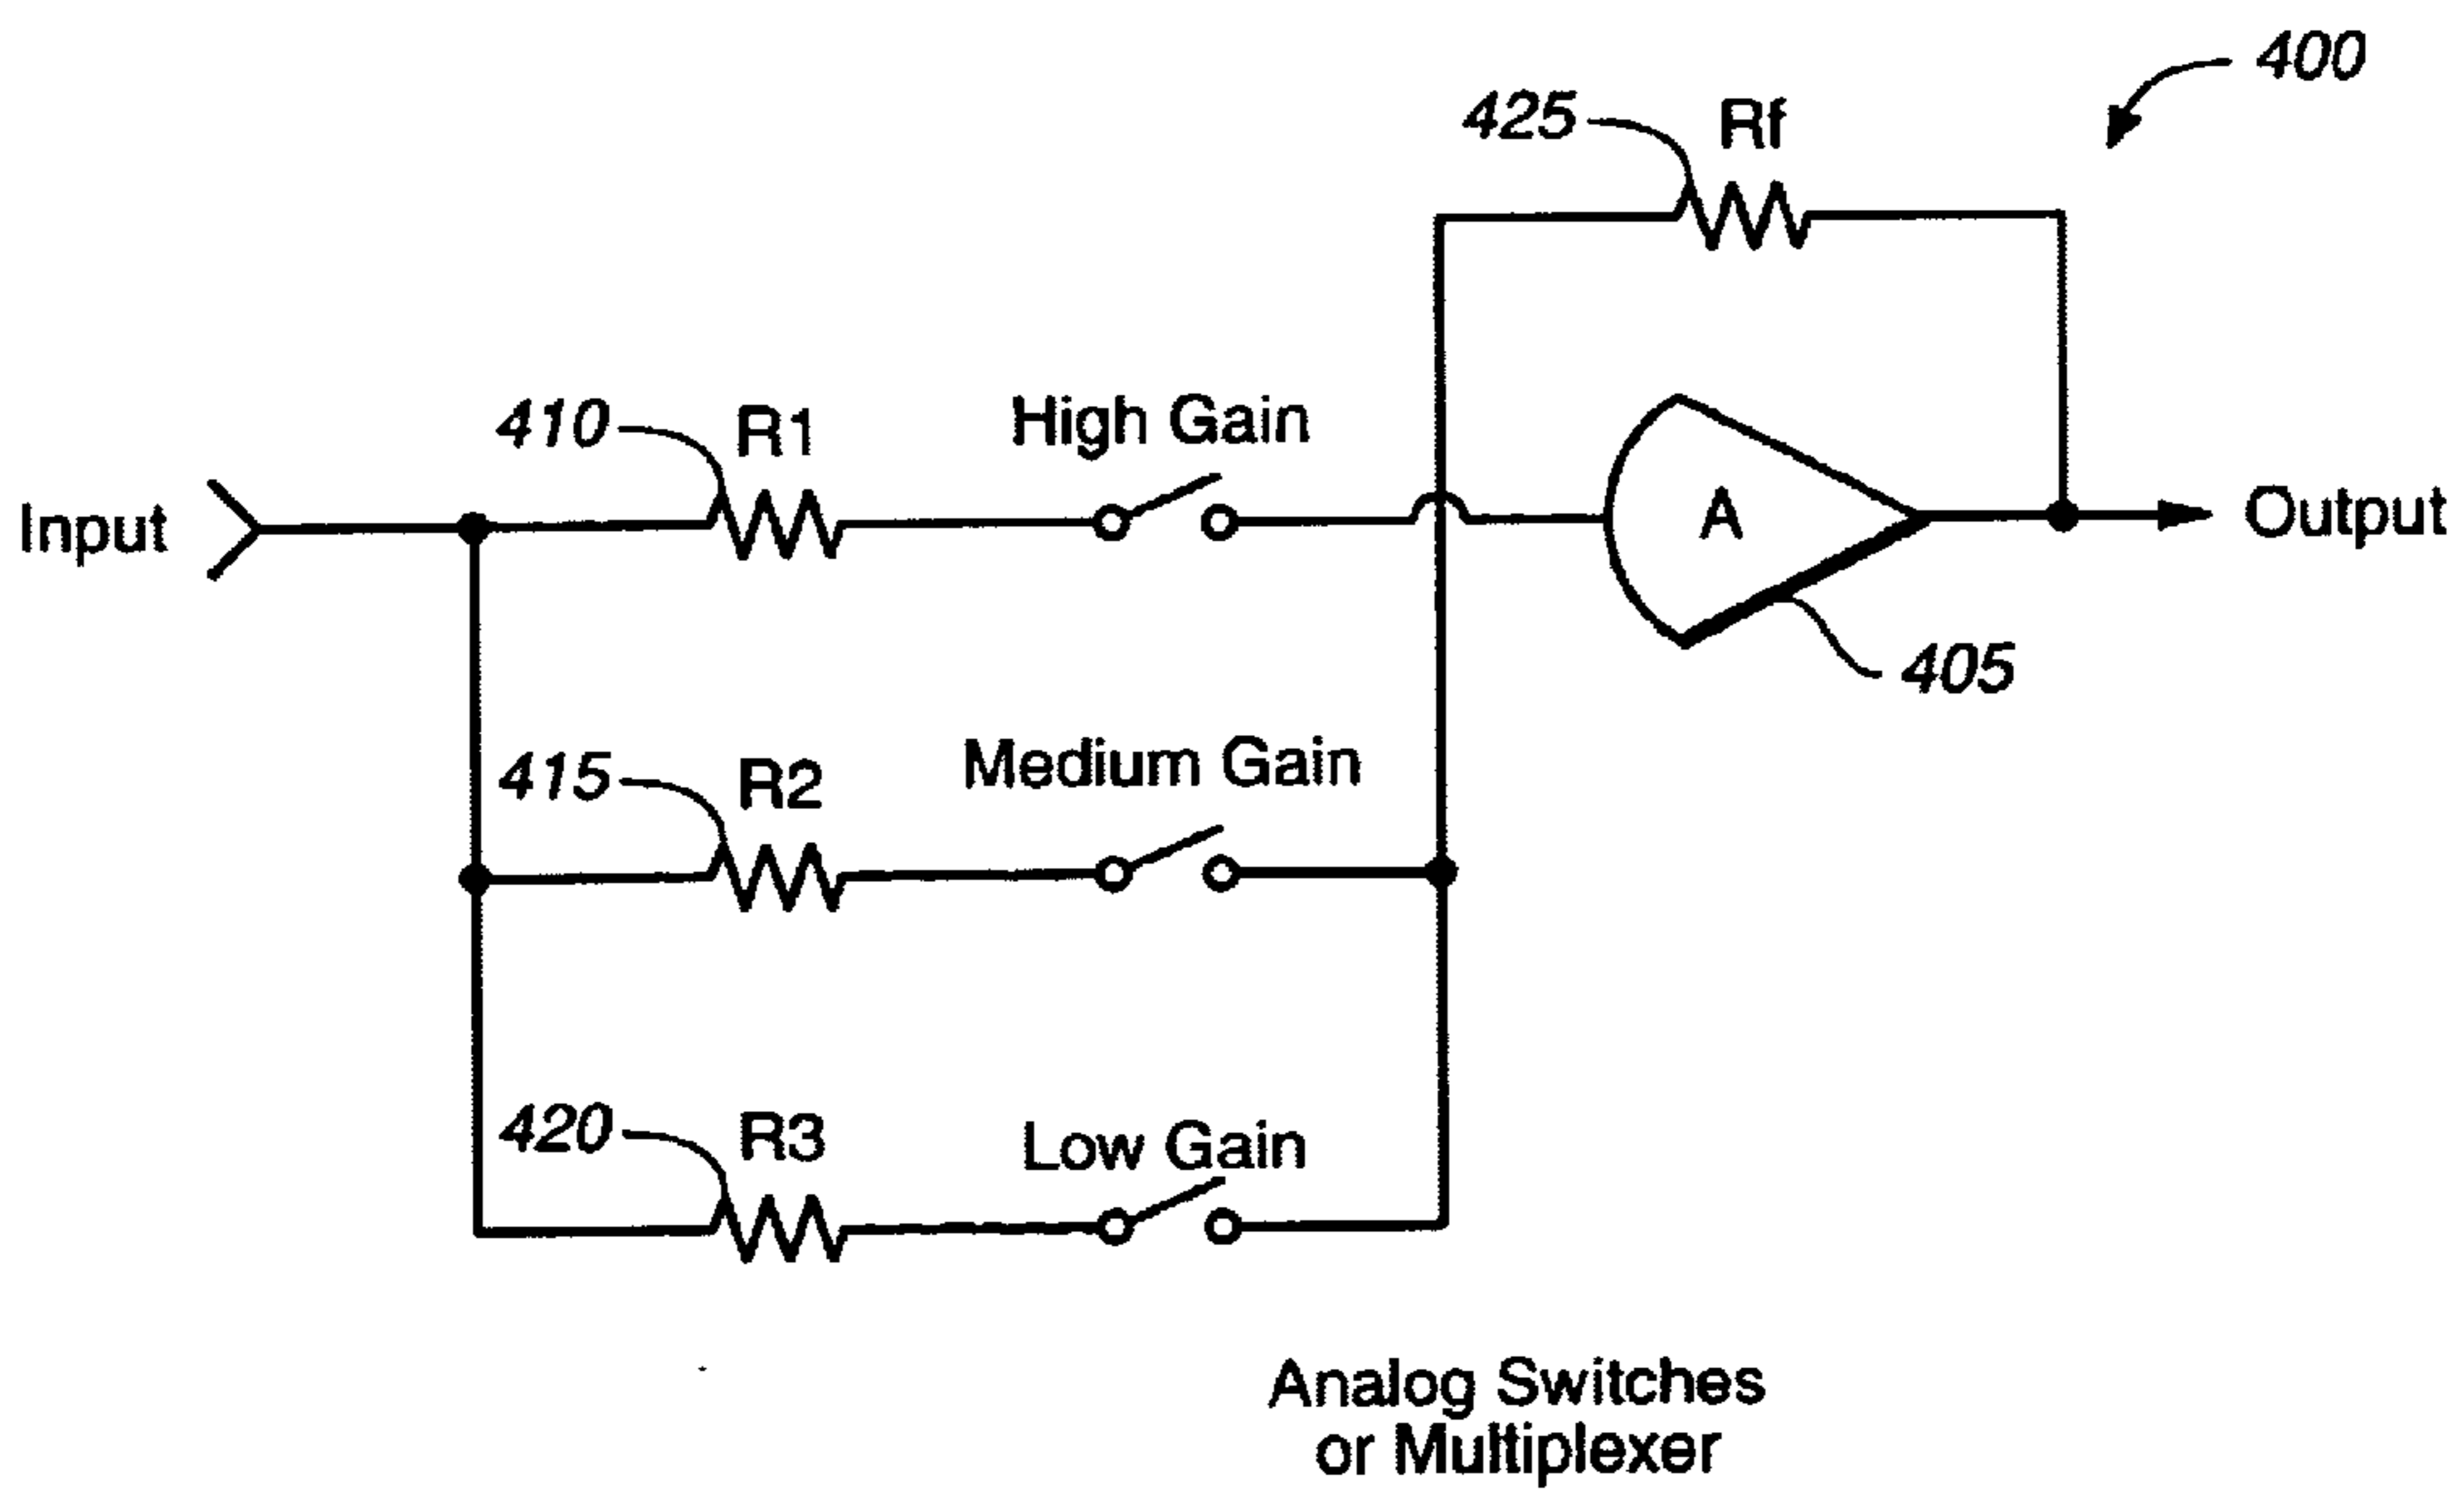 400
425
Rf
410
R1
High Gain
Input
A
Output
405
415
R2
Medium Gain
420
R3
Low Gain
Analog Switches
or Multiplexer